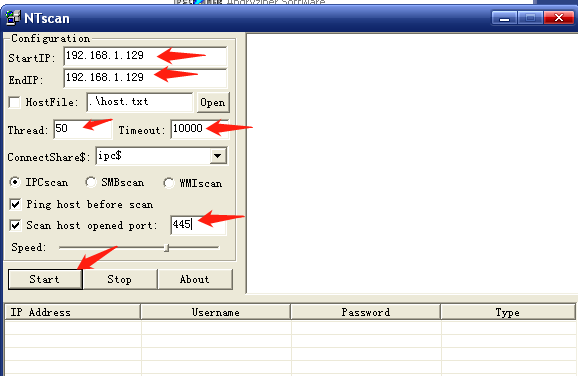 NTscan
Configuration
StartIP: 192.168.1.129
EndIP: 192.168.1.129
HostFile: .\host.txt Open
Thread: 50 Timeout: 10000
ConnectShare$: ipc$
IPCscan SMBscan WMIscan
Ping host before scan
Scan host opened port: 445
Speed:
Start Stop About
IP Address Username Password Type